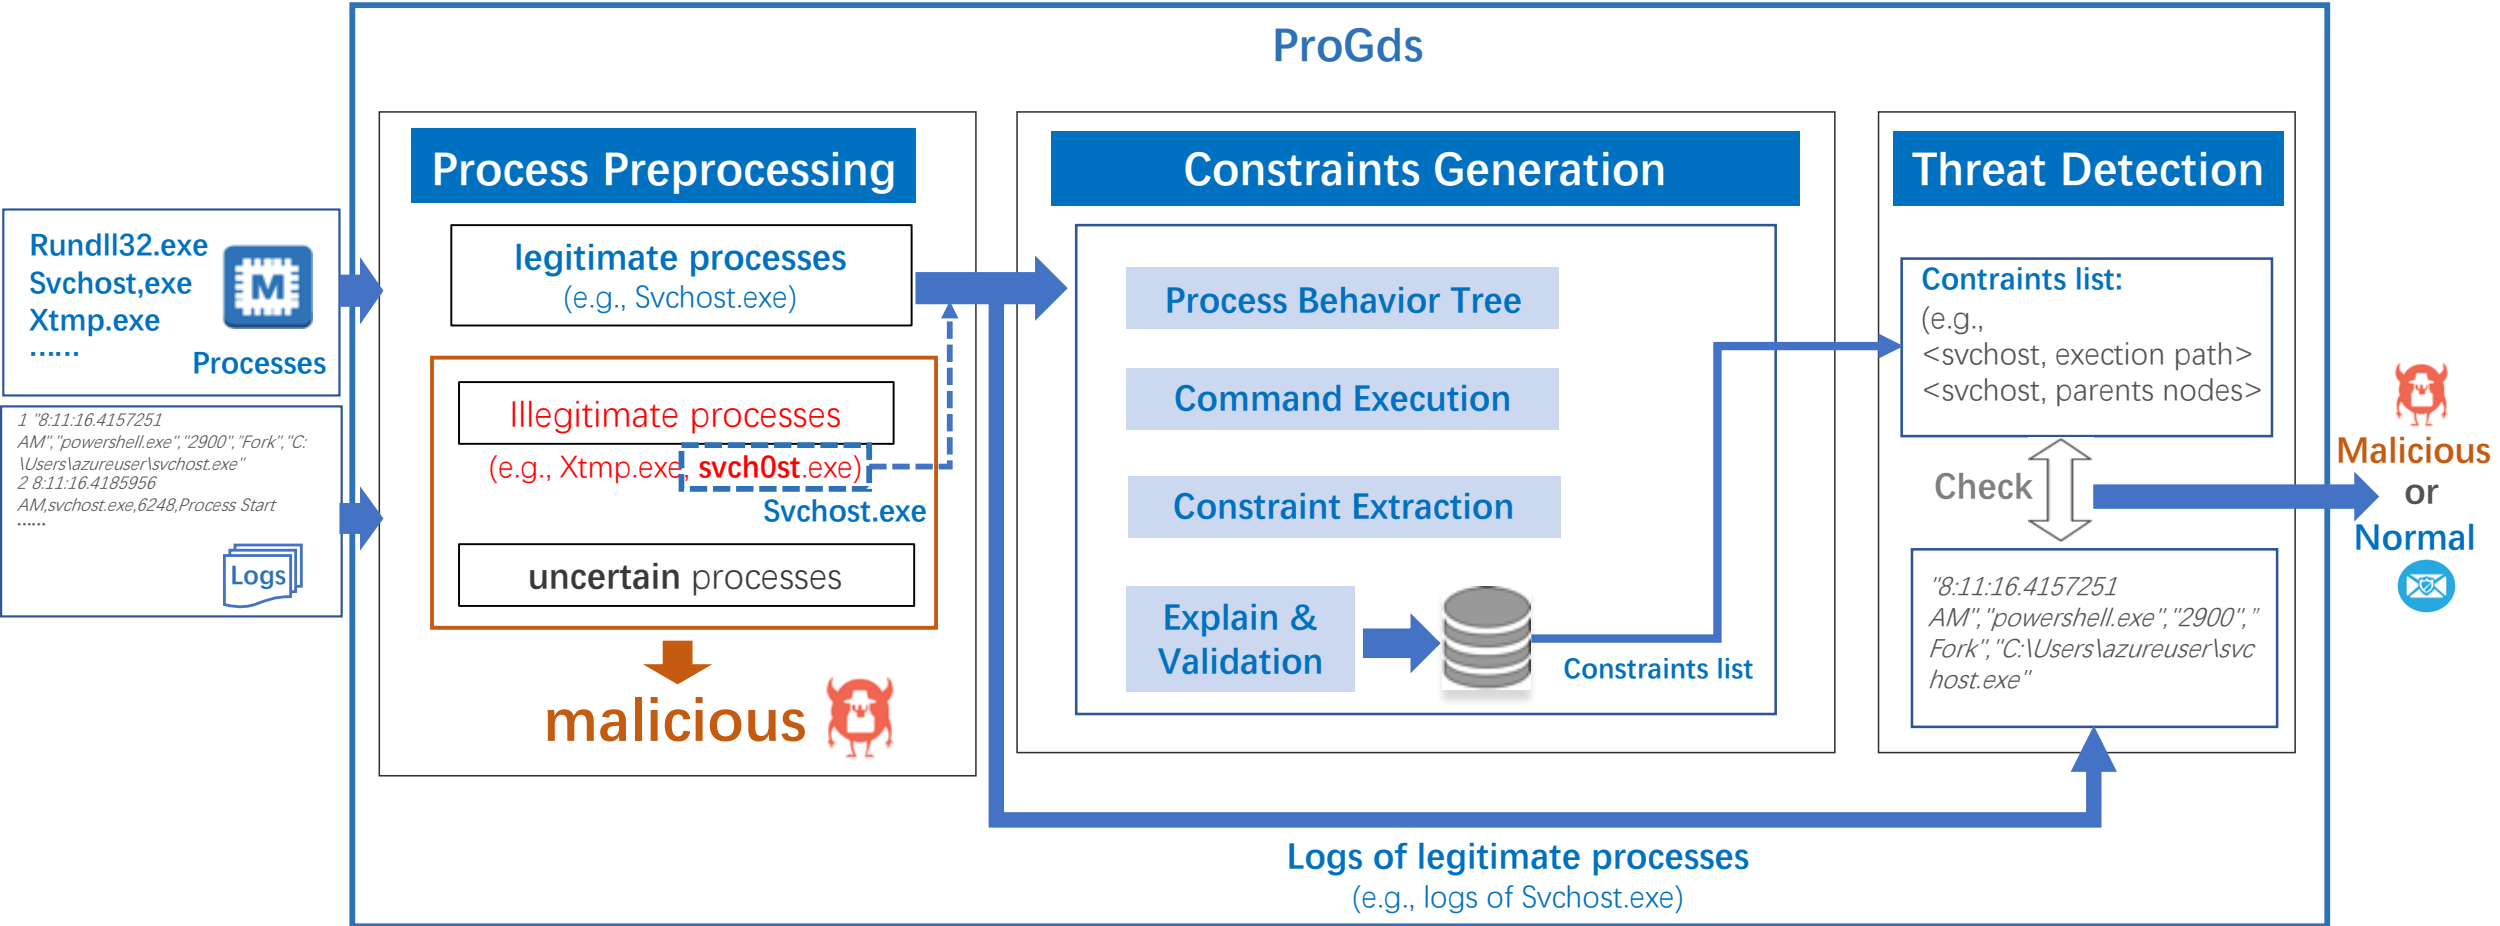 ProGds
Rundll32.exe
Svchost,exe
Xtmp.exe
......
M
Processes
1 "8:11:16.4157251
AM","powershell.exe","2900","Fork","C:
\Users\azureuser\svchost.exe"
2 8:11:16.4185956
AM,svchost.exe,6248,Process Start
......
Logs
Process Preprocessing
legitimate processes
(e.g., Svchost.exe)
Illegitimate processes
(e.g., Xtmp.exe, svch0st.exe)
Svchost.exe
uncertain processes
malicious
Constraints Generation
Process Behavior Tree
Command Execution
Constraint Extraction
Explain &
Validation
Constraints list
Threat Detection
Contraints list:
(e.g.,
<svchost, exection path>
<svchost, parents nodes>
Check
"8:11:16.4157251
AM","powershell.exe","2900","
Fork","C:\Users\azureuser\svc
host.exe"
Logs of legitimate processes
(e.g., logs of Svchost.exe)
Malicious
or
Normal